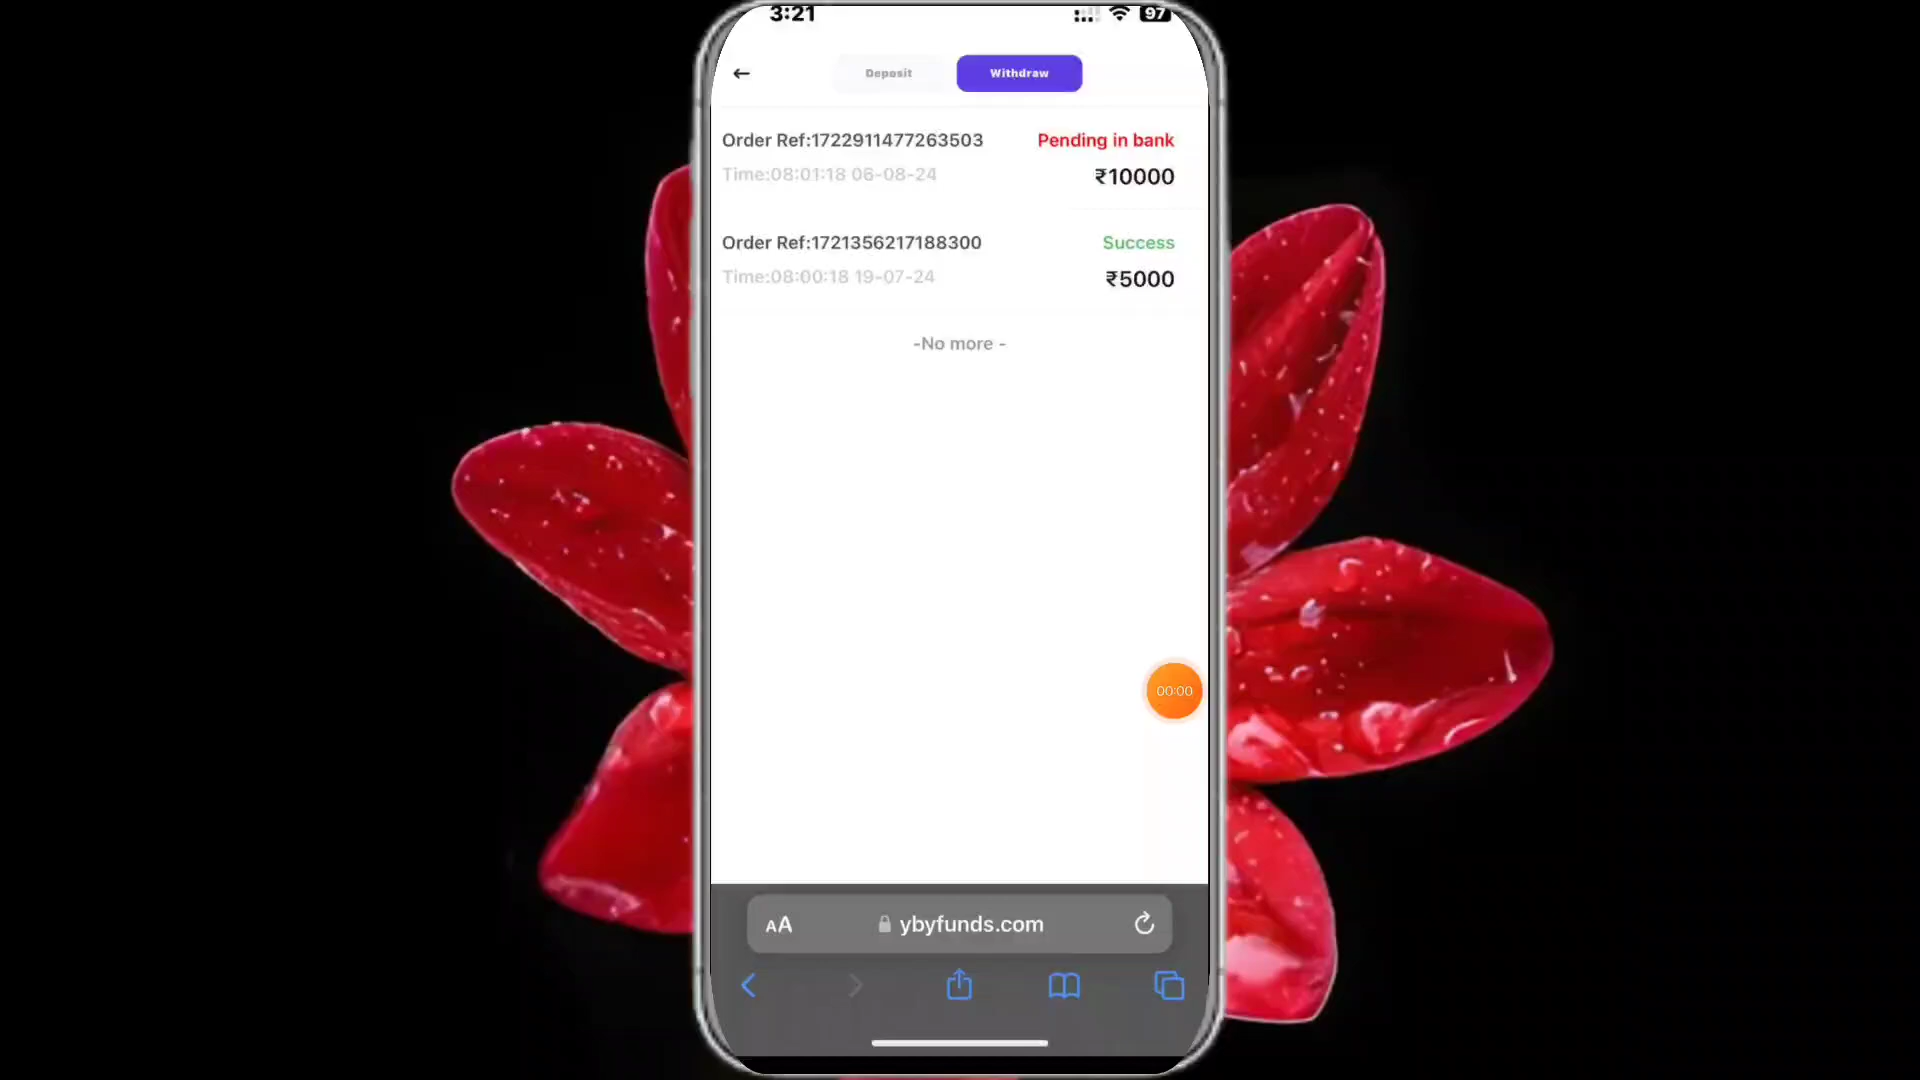 3:21
97
Deposit
Withdraw
Order Ref:1722911477263503
Pending in bank
Time:08:01:18 06-08-24
₹10000
Order Ref:1721356217188300
Success
Time:08:00:18 19-07-24
₹5000
-No more -
00:00
AA
ybyfunds.com